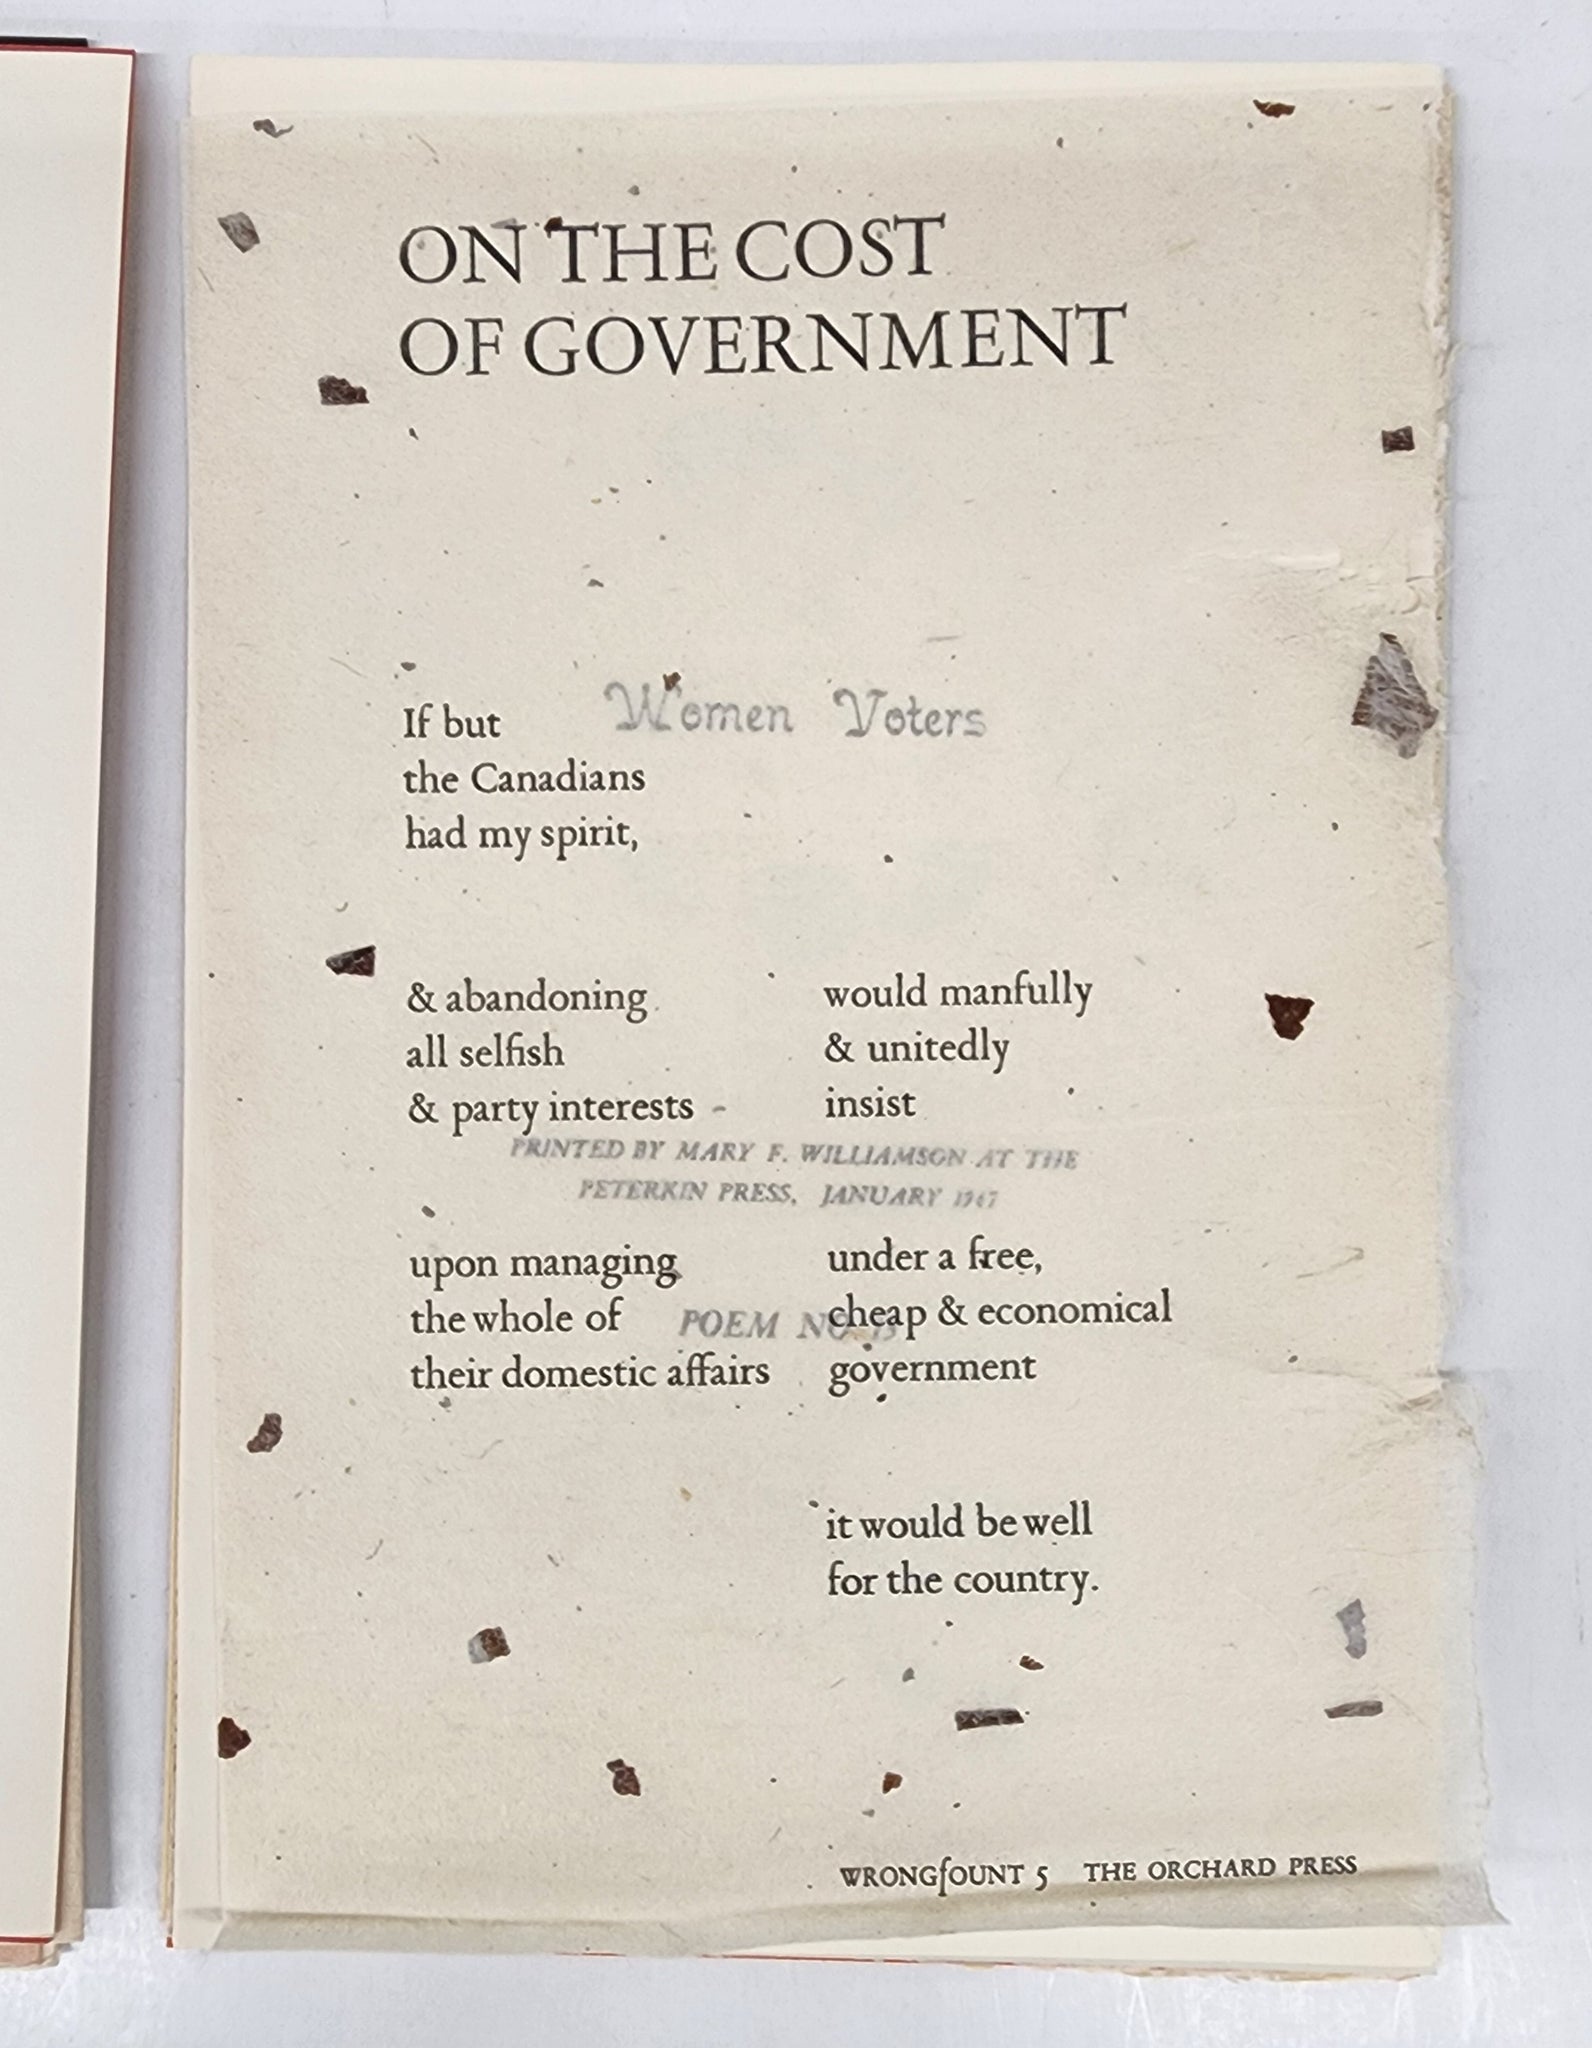 ON THE COST
OF GOVERNMENT
If but
the Canadians
had my spirit,
Women Voters
& abandoning
all selfish
& party interests -
would manfully
& unitedly
insist
PRINTED BY MARY F. WILLIAMSON AT THE
PETERKIN PRESS, JANUARY 1967
upon managing
the whole of
their domestic affairs
under a free,
cheap & economical
government
POEM NO.
it would be well
for the country.
WRONGſOUNT 5 THE ORCHARD PRESS